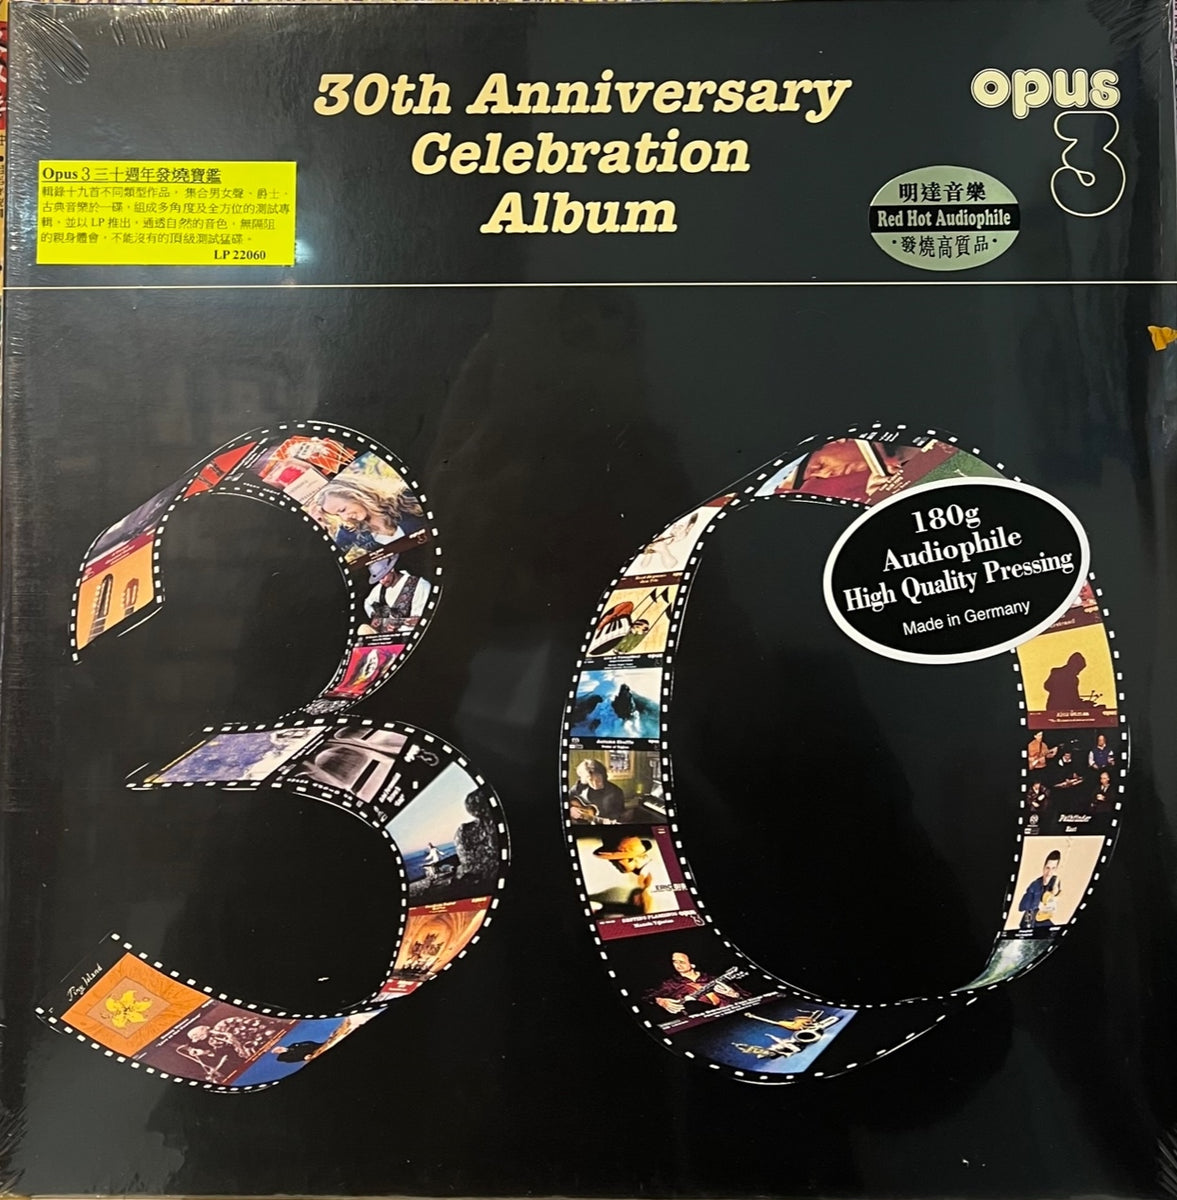 30th Anniversary
Celebration
Album
opus
3
Opus 3 三十週年發燒寶鑑
輯錄十九首不同類型作品，集合男女聲、爵士、
古典音樂於一碟，組成多角度及全方位的測試專
輯。並以 LP 推出，通透自然的音色，無隔阻
的親身體會，不能沒有的頂級測試猛碟。
LP 22060
明達音樂
Red Hot Audiophile
·發燒高質品·
180g
Audiophile
High Quality Pressing
Made in Germany
Tiny Island
Pathfinder
East